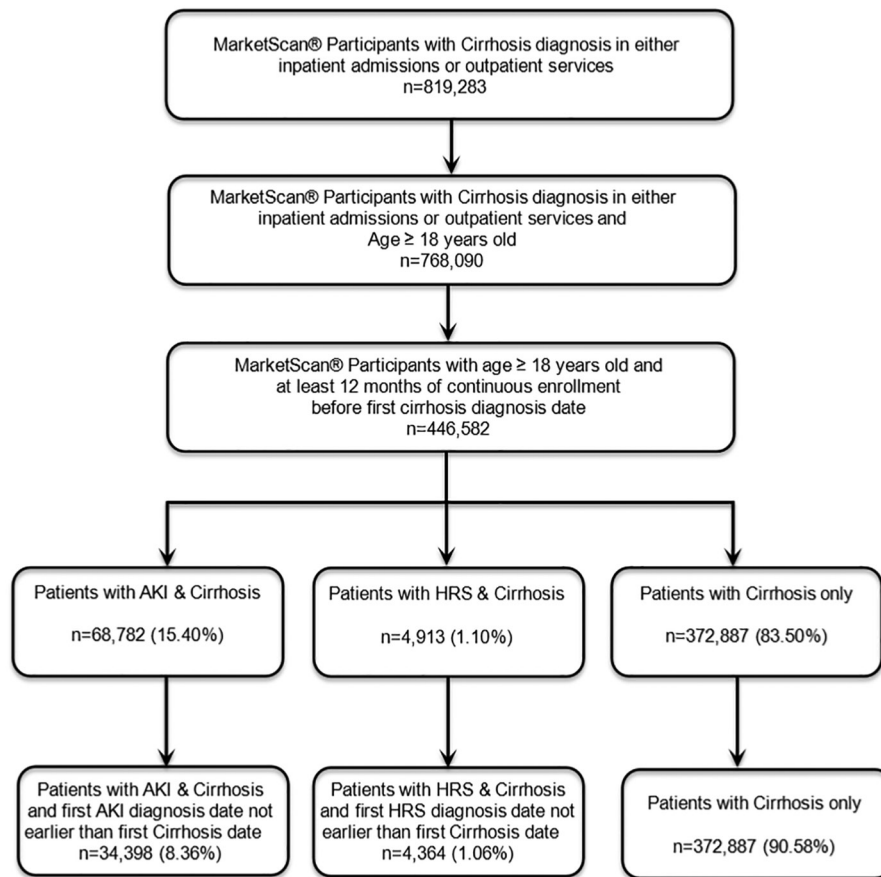 MarketScan® Participants with Cirrhosis diagnosis in either
inpatient admissions or outpatient services
n=819,283
MarketScan® Participants with Cirrhosis diagnosis in either
inpatient admissions or outpatient services and
Age ≥ 18 years old
n=768,090
MarketScan® Participants with age ≥ 18 years old and
at least 12 months of continuous enrollment
before first cirrhosis diagnosis date
n=446,582
Patients with AKI & Cirrhosis
n=68,782 (15.40%)
Patients with HRS & Cirrhosis
n=4,913 (1.10%)
Patients with Cirrhosis only
n=372,887 (83.50%)
Patients with AKI & Cirrhosis
and first AKI diagnosis date not
earlier than first Cirrhosis date
n=34,398 (8.36%)
Patients with HRS & Cirrhosis
and first HRS diagnosis date not
earlier than first Cirrhosis date
n=4,364 (1.06%)
Patients with Cirrhosis only
n=372,887 (90.58%)